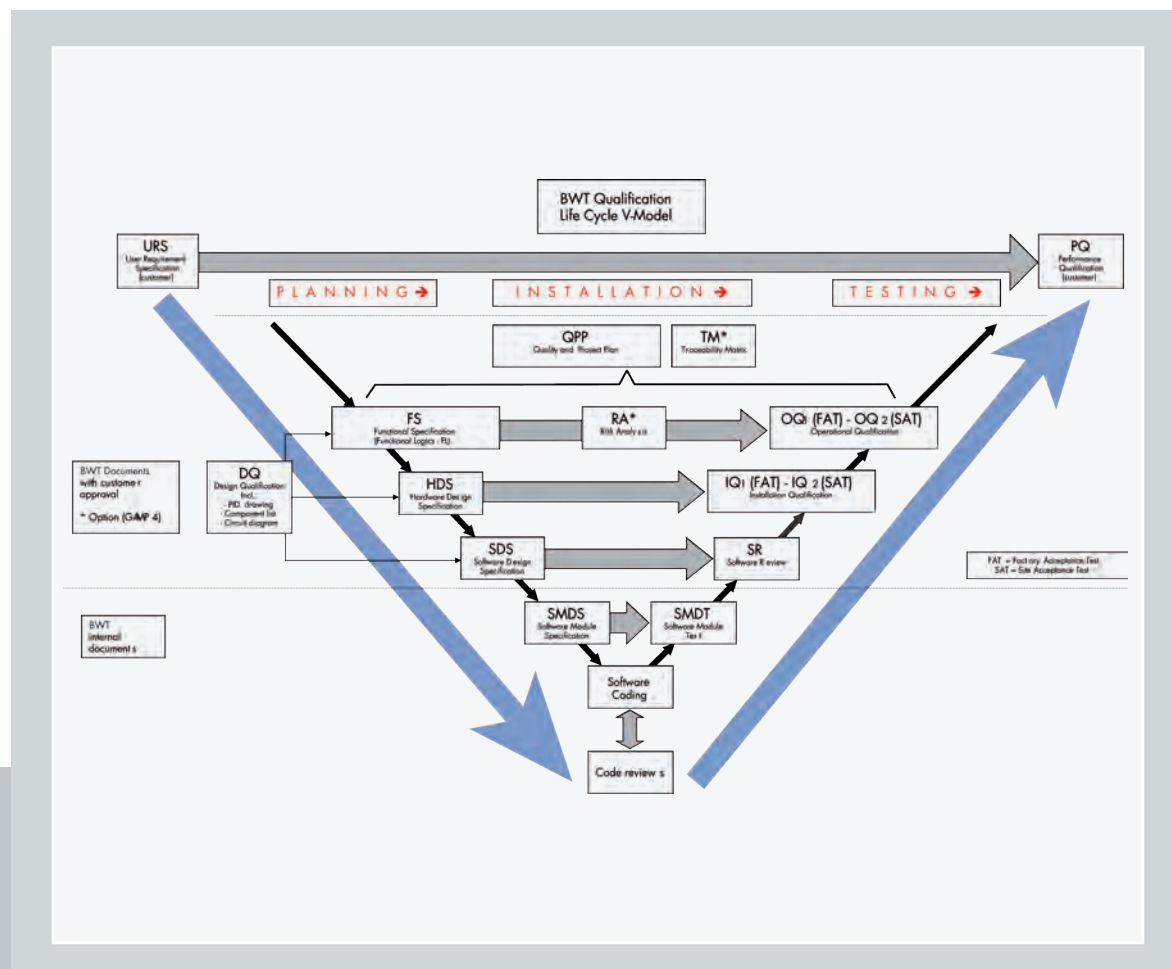 BWT Qualification
Life Cycle V-Model
URS
User Requirement
Specification
(customer)
PQ
Performance
Qualification
(customer)
PLANNING ➔
INSTALLATION ➔
TESTING ➔
QPP
Quality and Project Plan
TM*
Traceability Matrix
FS
Functional Specification
(Functional Logics - FL)
RA*
Risk Analysis
OQ1 (FAT) - OQ 2 (SAT)
Operational Qualification
BWT Documents
with customer
approval
* Option (GAMP 4)
DQ
Design Qualification
Incl.:
- PID. drawing
- Component list
- Circuit diagram
HDS
Hardware Design
Specification
IQ1 (FAT) - IQ 2 (SAT)
Installation Qualification
SDS
Software Design
Specification
SR
Software Review
FAT = Factory Acceptance Test
SAT = Site Acceptance Test
BWT
internal
documents
SMDS
Software Module
Specification
SMDT
Software Module
Test
Software
Coding
Code reviews